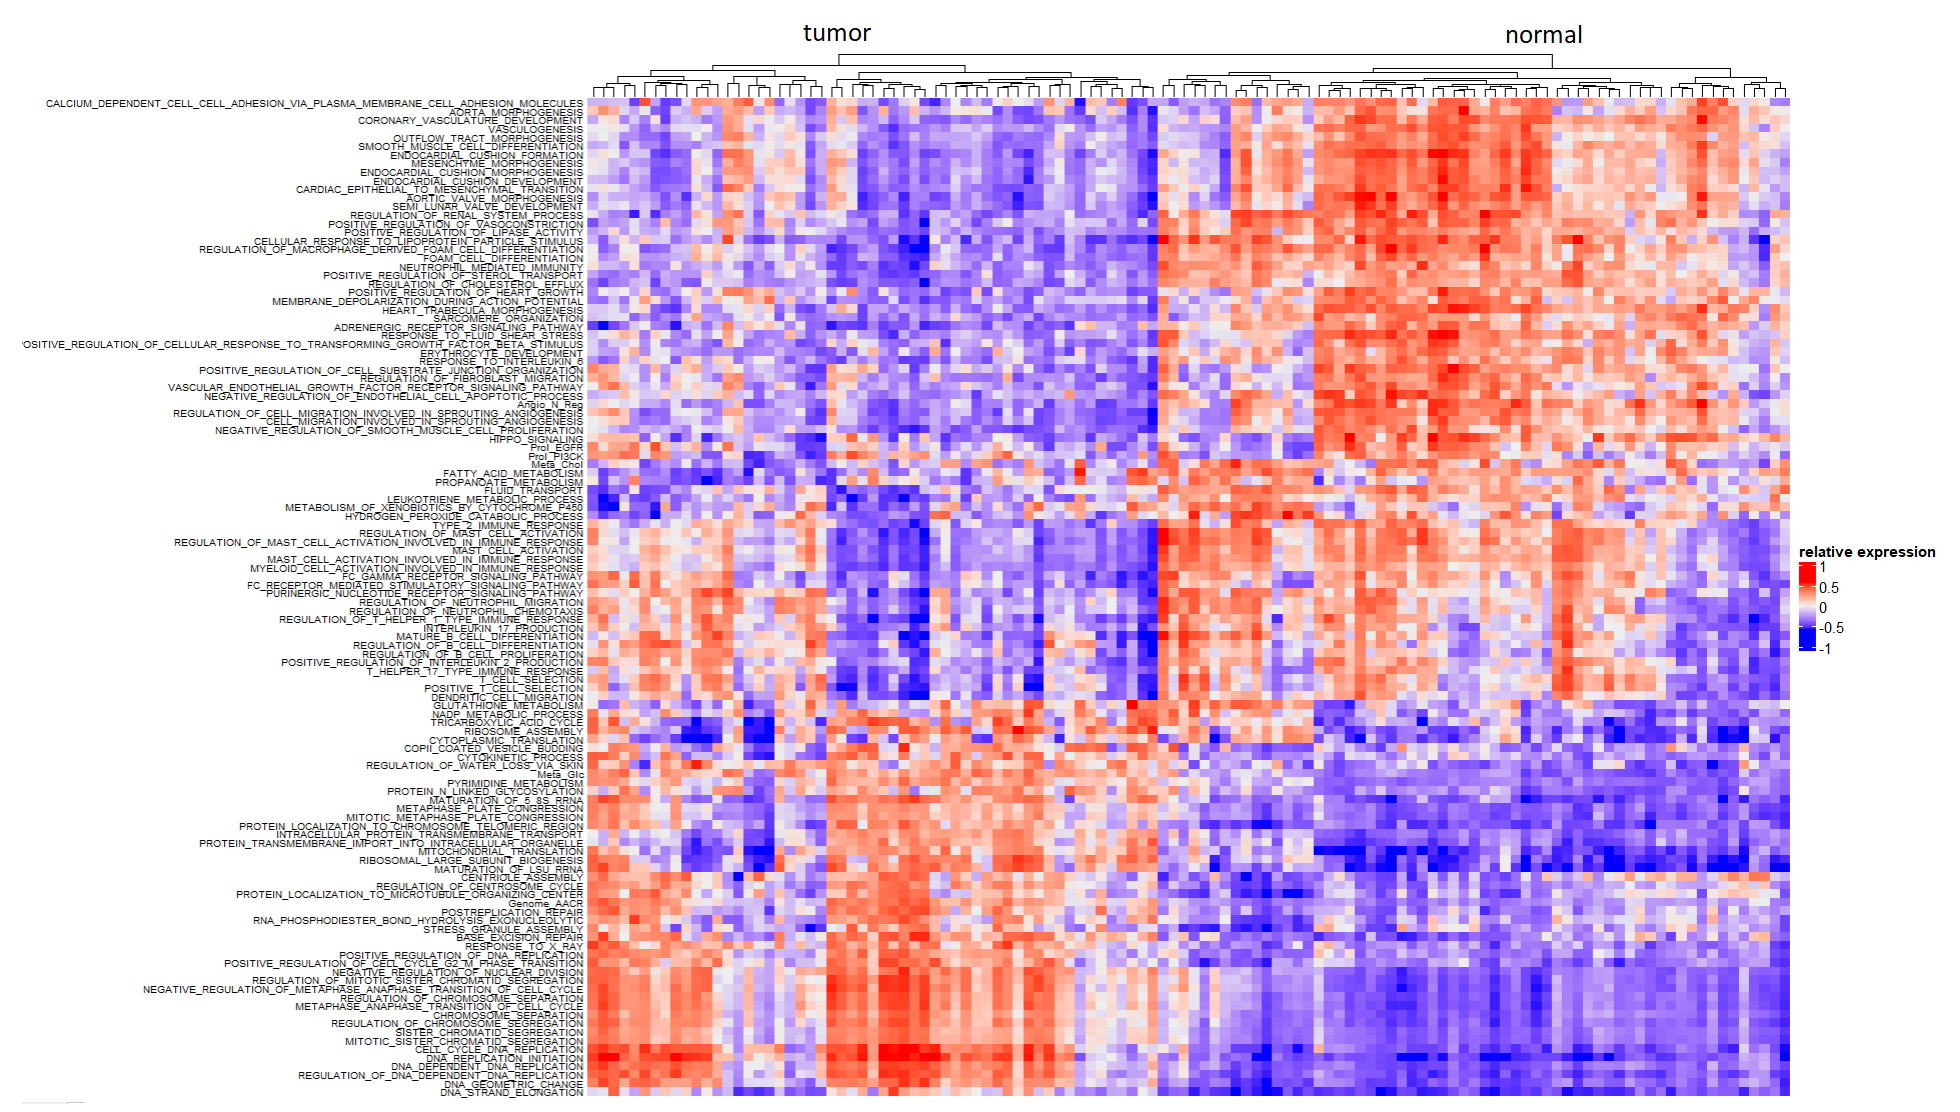 tumor
normal
CALCIUM_DEPENDENT_CELL_CELL_ADHESION_VIA_PLASMA_MEMBRANE_CELL_ADHESION_MOLECULES
AORTA_MORPHOGENESIS
CORONARY_VASCULATURE_DEVELOPMENT
VASCULOGENESIS
OUTFLOW_TRACT_MORPHOGENESIS
SMOOTH_MUSCLE_CELL_DIFFERENTIATION
ENDOCARDIAL_CUSHION_FORMATION
MESENCHYME_MORPHOGENESIS
ENDOCARDIAL_CUSHION_MORPHOGENESIS
ENDOCARDIAL_CUSHION_DEVELOPMENT
CARDIAC_EPITHELIAL_TO_MESENCHYMAL_TRANSITION
AORTIC_VALVE_MORPHOGENESIS
SEMI_LUNAR_VALVE_DEVELOPMENT
REGULATION_OF_RENAL_SYSTEM_PROCESS
POSITIVE_REGULATION_OF_VASOCONSTRICTION
POSITIVE_REGULATION_OF_LIPASE_ACTIVITY
CELLULAR_RESPONSE_TO_LIPOPROTEIN_PARTICLE_STIMULUS
REGULATION_OF_MACROPHAGE_DERIVED_FOAM_CELL_DIFFERENTIATION
FOAM_CELL_DIFFERENTIATION
NEUTROPHIL_MEDIATED_IMMUNITY
POSITIVE_REGULATION_OF_STEROL_TRANSPORT
REGULATION_OF_CHOLESTEROL_EFFLUX
POSITIVE_REGULATION_OF_HEART_GROWTH
MEMBRANE_DEPOLARIZATION_DURING_ACTION_POTENTIAL
HEART_TRABECULA_MORPHOGENESIS
SARCOMERE_ORGANIZATION
ADRENERGIC_RECEPTOR_SIGNALING_PATHWAY
RESPONSE_TO_FLUID_SHEAR_STRESS
POSITIVE_REGULATION_OF_CELLULAR_RESPONSE_TO_TRANSFORMING_GROWTH_FACTOR_BETA_STIMULUS
ERYTHROCYTE_DEVELOPMENT
RESPONSE_TO_INTERLEUKIN_6
POSITIVE_REGULATION_OF_CELL_SUBSTRATE_JUNCTION_ORGANIZATION
REGULATION_OF_FIBROBLAST_MIGRATION
VASCULAR_ENDOTHELIAL_GROWTH_FACTOR_RECEPTOR_SIGNALING_PATHWAY
NEGATIVE_REGULATION_OF_ENDOTHELIAL_CELL_APOPTOTIC_PROCESS
Angio_N_Reg
REGULATION_OF_CELL_MIGRATION_INVOLVED_IN_SPROUTING_ANGIOGENESIS
CELL_MIGRATION_INVOLVED_IN_SPROUTING_ANGIOGENESIS
NEGATIVE_REGULATION_OF_SMOOTH_MUSCLE_CELL_PROLIFERATION
HIPPO_SIGNALING
Prol_EGFR
Prol_PI3CK
Meta_Chol
FATTY_ACID_METABOLISM
PROPANOATE_METABOLISM
FLUID_TRANSPORT
LEUKOTRIENE_METABOLIC_PROCESS
METABOLISM_OF_XENOBIOTICS_BY_CYTOCHROME_P450
HYDROGEN_PEROXIDE_CATABOLIC_PROCESS
TYPE_2_IMMUNE_RESPONSE
REGULATION_OF_MAST_CELL_ACTIVATION
REGULATION_OF_MAST_CELL_ACTIVATION_INVOLVED_IN_IMMUNE_RESPONSE
MAST_CELL_ACTIVATION
MAST_CELL_ACTIVATION_INVOLVED_IN_IMMUNE_RESPONSE
MYELOID_CELL_ACTIVATION_INVOLVED_IN_IMMUNE_RESPONSE
FC_GAMMA_RECEPTOR_SIGNALING_PATHWAY
FC_RECEPTOR_MEDIATED_STIMULATORY_SIGNALING_PATHWAY
PURINERGIC_NUCLEOTIDE_RECEPTOR_SIGNALING_PATHWAY
REGULATION_OF_NEUTROPHIL_MIGRATION
REGULATION_OF_NEUTROPHIL_CHEMOTAXIS
REGULATION_OF_T_HELPER_1_TYPE_IMMUNE_RESPONSE
INTERLEUKIN_17_PRODUCTION
MATURE_B_CELL_DIFFERENTIATION
REGULATION_OF_B_CELL_DIFFERENTIATION
REGULATION_OF_B_CELL_PROLIFERATION
POSITIVE_REGULATION_OF_INTERLEUKIN_2_PRODUCTION
T_HELPER_17_TYPE_IMMUNE_RESPONSE
T_CELL_SELECTION
POSITIVE_T_CELL_SELECTION
DENDRITIC_CELL_MIGRATION
GLUTATHIONE_METABOLISM
NADP_METABOLIC_PROCESS
TRICARBOXYLIC_ACID_CYCLE
RIBOSOME_ASSEMBLY
CYTOPLASMIC_TRANSLATION
COPII_COATED_VESICLE_BUDDING
CYTOKINETIC_PROCESS
REGULATION_OF_WATER_LOSS_VIA_SKIN
Meta_Glc
PYRIMIDINE_METABOLISM
PROTEIN_N_LINKED_GLYCOSYLATION
MATURATION_OF_5_8S_RRNA
METAPHASE_PLATE_CONGRESSION
MITOTIC_METAPHASE_PLATE_CONGRESSION
PROTEIN_LOCALIZATION_TO_CHROMOSOME_TELOMERIC_REGION
INTRACELLULAR_PROTEIN_TRANSMEMBRANE_TRANSPORT
PROTEIN_TRANSMEMBRANE_IMPORT_INTO_INTRACELLULAR_ORGANELLE
MITOCHONDRIAL_TRANSLATION
RIBOSOMAL_LARGE_SUBUNIT_BIOGENESIS
MATURATION_OF_LSU_RRNA
CENTRIOLE_ASSEMBLY
REGULATION_OF_CENTROSOME_CYCLE
PROTEIN_LOCALIZATION_TO_MICROTUBULE_ORGANIZING_CENTER
Genome_AACR
POSTREPLICATION_REPAIR
RNA_PHOSPHODIESTER_BOND_HYDROLYSIS_EXONUCLEOLYTIC
STRESS_GRANULE_ASSEMBLY
BASE_EXCISION_REPAIR
RESPONSE_TO_X_RAY
POSITIVE_REGULATION_OF_DNA_REPLICATION
POSITIVE_REGULATION_OF_CELL_CYCLE_G2_M_PHASE_TRANSITION
NEGATIVE_REGULATION_OF_NUCLEAR_DIVISION
REGULATION_OF_MITOTIC_SISTER_CHROMATID_SEGREGATION
NEGATIVE_REGULATION_OF_METAPHASE_ANAPHASE_TRANSITION_OF_CELL_CYCLE
REGULATION_OF_CHROMOSOME_SEPARATION
METAPHASE_ANAPHASE_TRANSITION_OF_CELL_CYCLE
CHROMOSOME_SEPARATION
REGULATION_OF_CHROMOSOME_SEGREGATION
SISTER_CHROMATID_SEGREGATION
MITOTIC_SISTER_CHROMATID_SEGREGATION
CELL_CYCLE_DNA_REPLICATION
DNA_REPLICATION_INITIATION
DNA_DEPENDENT_DNA_REPLICATION
REGULATION_OF_DNA_DEPENDENT_DNA_REPLICATION
DNA_GEOMETRIC_CHANGE
DNA_STRAND_ELONGATION
relative expression
1
0.5
0
-0.5
-1